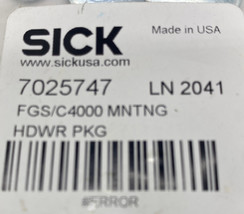 SICK
Made in USA
www.sickusa.com
7025747 LN 2041
FGS/C4000 MNTNG
HDWR PKG
#ERROR